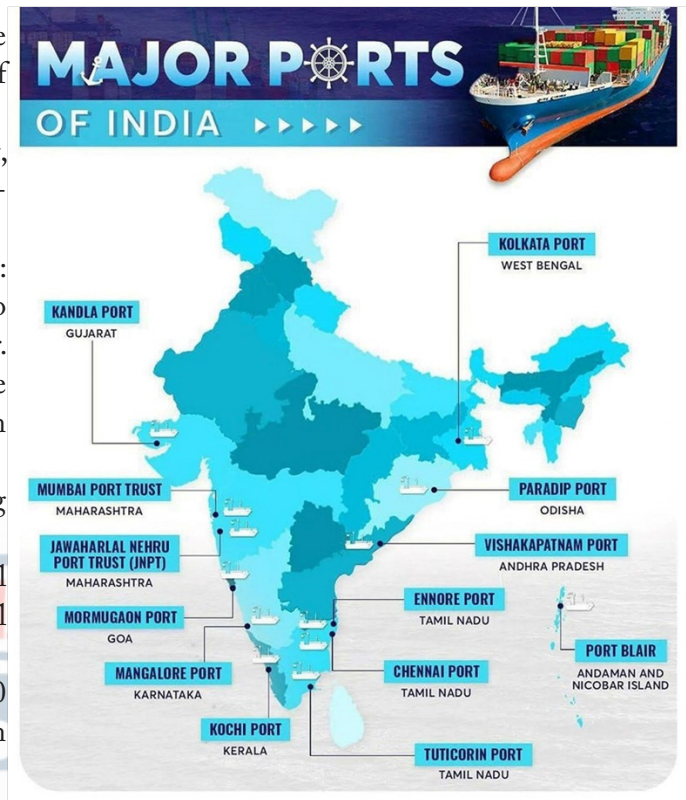 MAJOR PORTS
OF INDIA
KOLKATA PORT
WEST BENGAL
KANDLA PORT
GUJARAT
MUMBAI PORT TRUST
MAHARASHTRA
PARADIP PORT
ODISHA
JAWAHARLAL NEHRU
PORT TRUST (JNPT)
MAHARASHTRA
VISHAKAPATNAM PORT
ANDHRA PRADESH
MORMUGAON PORT
GOA
ENNORE PORT
TAMIL NADU
PORT BLAIR
ANDAMAN AND
NICOBAR ISLAND
MANGALORE PORT
KARNATAKA
CHENNAI PORT
TAMIL NADU
KOCHI PORT
KERALA
TUTICORIN PORT
TAMIL NADU